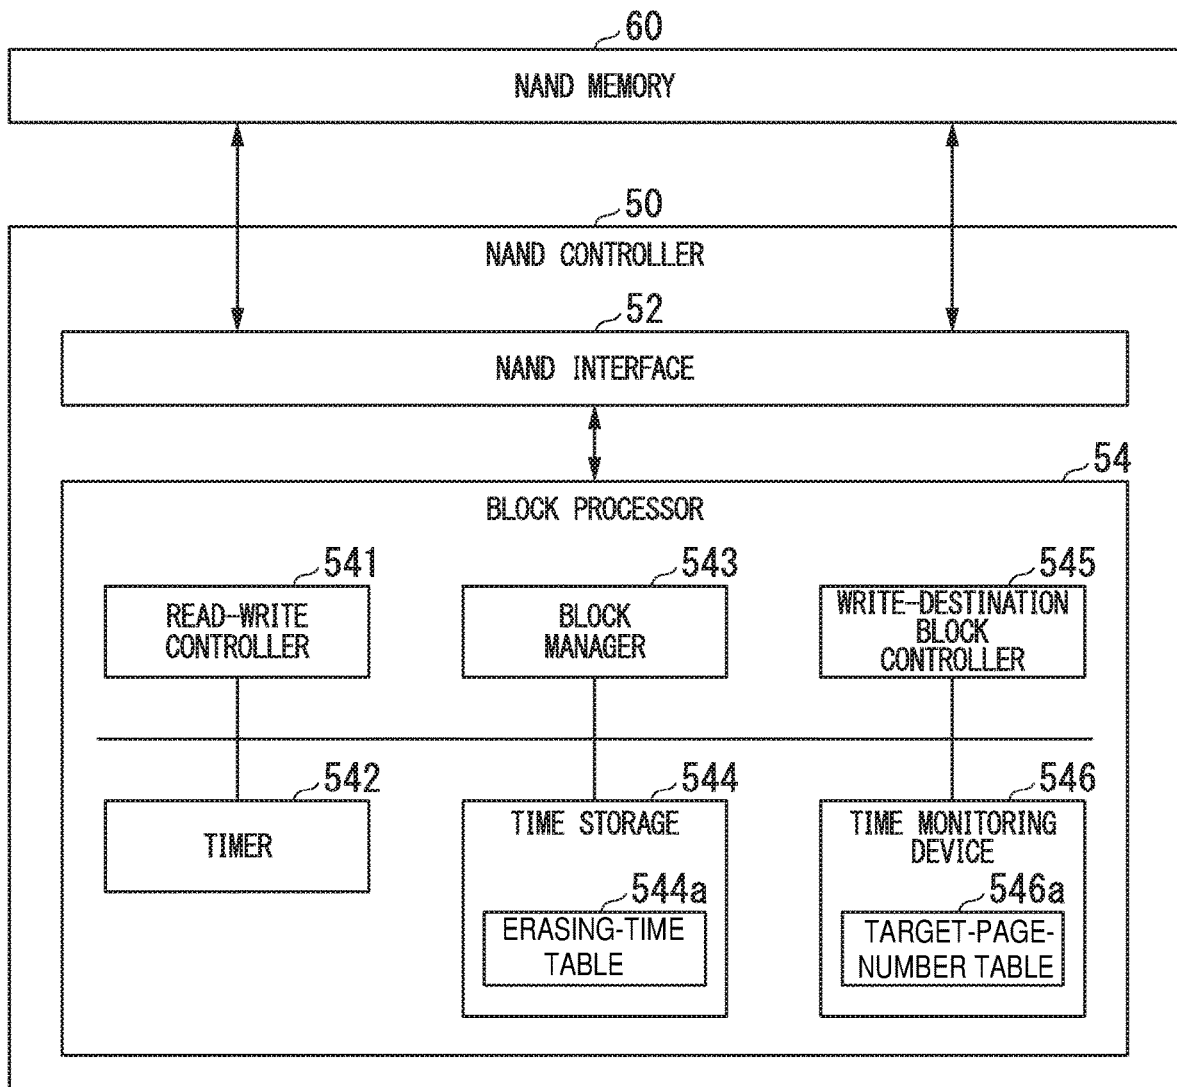 60
NAND MEMORY
50
NAND CONTROLLER
52
NAND INTERFACE
54
BLOCK PROCESSOR
541
READ-WRITE
CONTROLLER
543
BLOCK
MANAGER
545
WRITE-DESTINATION
BLOCK
CONTROLLER
542
TIMER
544
TIME STORAGE
544a
ERASING-TIME
TABLE
546
TIME MONITORING
DEVICE
546a
TARGET-PAGE-
NUMBER TABLE